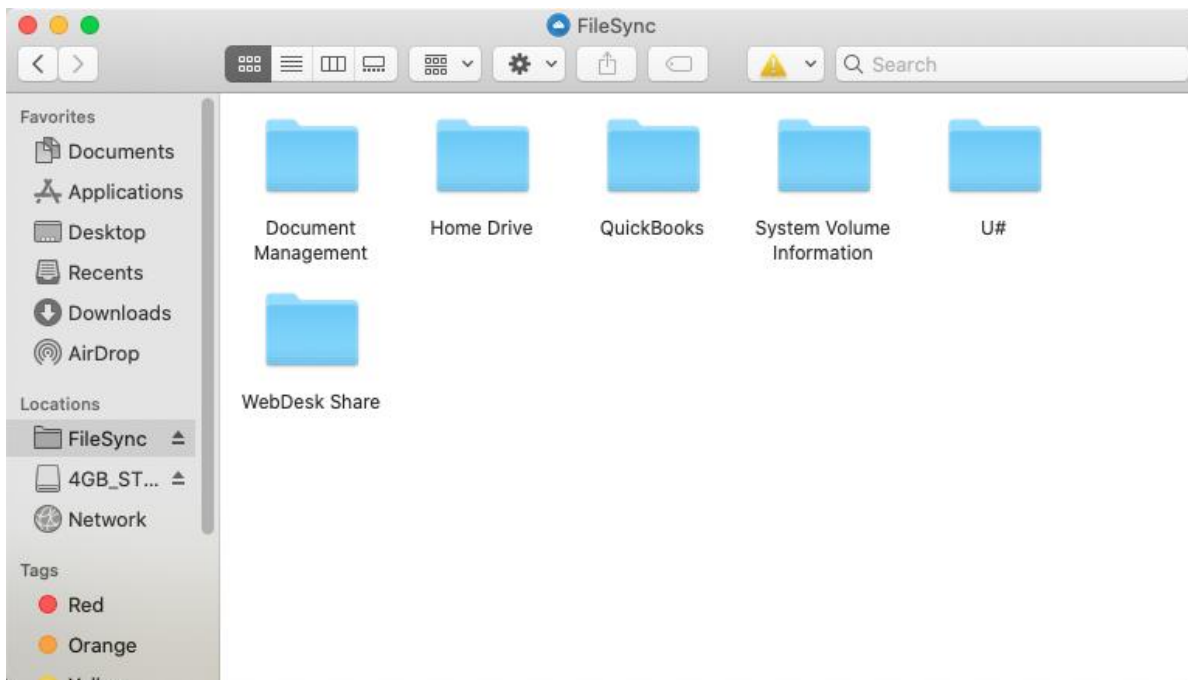 FileSync
Search
Favorites
Documents
Applications
Desktop
Recents
Downloads
AirDrop
Locations
FileSync
4GB_ST...
Network
Tags
Red
Orange
Document
Management
Home Drive
QuickBooks
System Volume
Information
U#
WebDesk Share